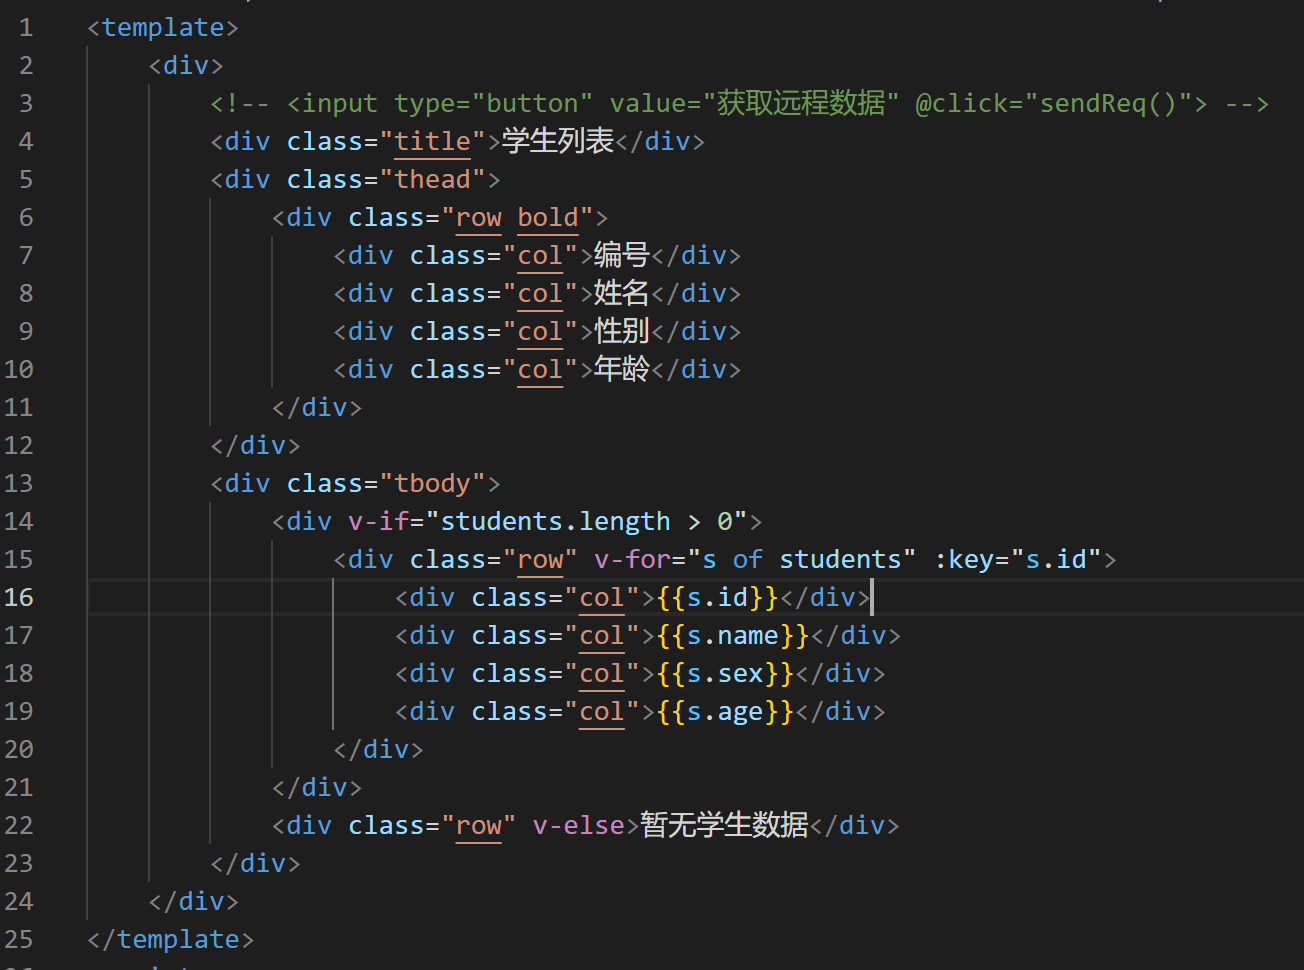 1 <template>
2 <div>
3 <!-- <input type="button" value="获取远程数据" @click="sendReq()"> -->
4 <div class="title">学生列表</div>
5 <div class="thead">
6 <div class="row bold">
7 <div class="col">编号</div>
8 <div class="col">姓名</div>
9 <div class="col">性别</div>
10 <div class="col">年龄</div>
11 </div>
12 </div>
13 <div class="tbody">
14 <div v-if="students.length > 0">
15 <div class="row" v-for="s of students" :key="s.id">
16 <div class="col">{{s.id}}</div>
17 <div class="col">{{s.name}}</div>
18 <div class="col">{{s.sex}}</div>
19 <div class="col">{{s.age}}</div>
20 </div>
21 </div>
22 <div class="row" v-else>暂无学生数据</div>
23 </div>
24 </div>
25 </template>